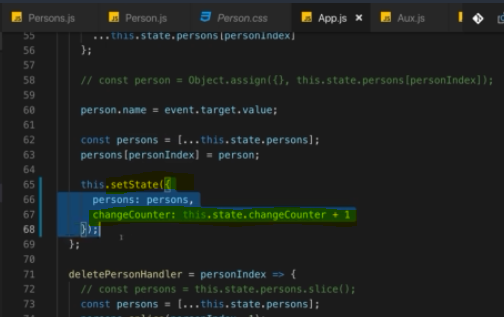 Persons.js Person.js Person.css App.js × Aux.js
55 ...this.state.persons[personIndex]
56 };
57
58 // const person = Object.assign({}, this.state.persons[personIndex]);
59
60 person.name = event.target.value;
61
62 const persons = [...this.state.persons];
63 persons[personIndex] = person;
64
65 this.setState({
66 persons: persons,
67 changeCounter: this.state.changeCounter + 1
68 });
69 };
70
71 deletePersonHandler = personIndex => {
72 // const persons = this.state.persons.slice();
73 const persons = [...this.state.persons];